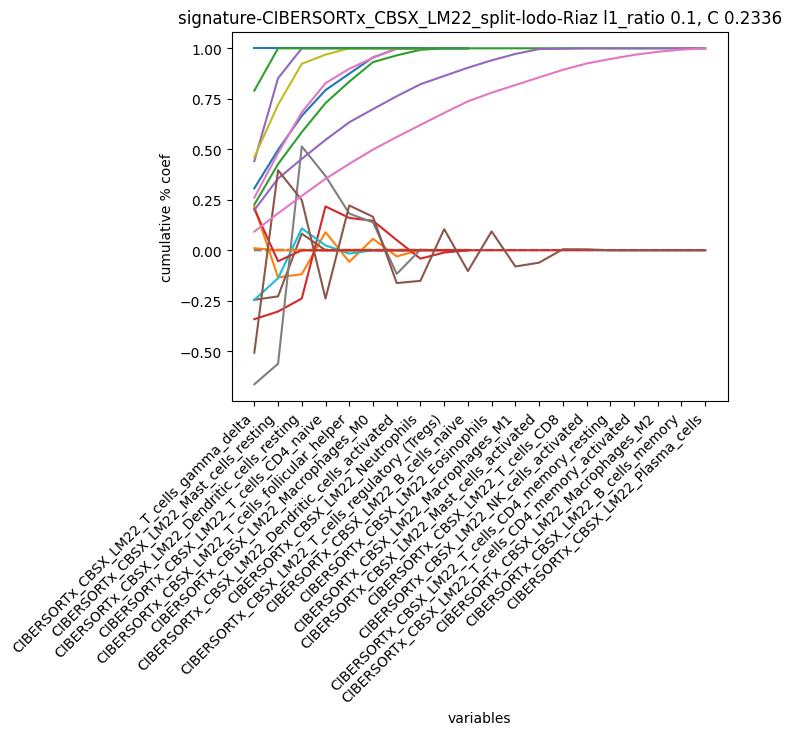 signature-CIBERSORTx_CBSX_LM22_split-lodo-Riaz l1_ratio 0.1, C 0.2336
1.00
0.75
0.50
0.25
0.00
−0.25
−0.50
cumulative % coef
CIBERSORTx_CBSX_LM22_T_cells_gamma_delta
CIBERSORTx_CBSX_LM22_Mast_cells_resting
CIBERSORTx_CBSX_LM22_Dendritic_cells_resting
CIBERSORTx_CBSX_LM22_T_cells_CD4_naive
CIBERSORTx_CBSX_LM22_T_cells_follicular_helper
CIBERSORTx_CBSX_LM22_Macrophages_M0
CIBERSORTx_CBSX_LM22_Dendritic_cells_activated
CIBERSORTx_CBSX_LM22_Neutrophils
CIBERSORTx_CBSX_LM22_T_cells_regulatory_(Tregs)
CIBERSORTx_CBSX_LM22_B_cells_naive
CIBERSORTx_CBSX_LM22_Eosinophils
CIBERSORTx_CBSX_LM22_Macrophages_M1
CIBERSORTx_CBSX_LM22_Mast_cells_activated
CIBERSORTx_CBSX_LM22_T_cells_CD8
CIBERSORTx_CBSX_LM22_NK_cells_activated
CIBERSORTx_CBSX_LM22_T_cells_CD4_memory_resting
CIBERSORTx_CBSX_LM22_T_cells_CD4_memory_activated
CIBERSORTx_CBSX_LM22_Macrophages_M2
CIBERSORTx_CBSX_LM22_B_cells_memory
CIBERSORTx_CBSX_LM22_Plasma_cells
variables